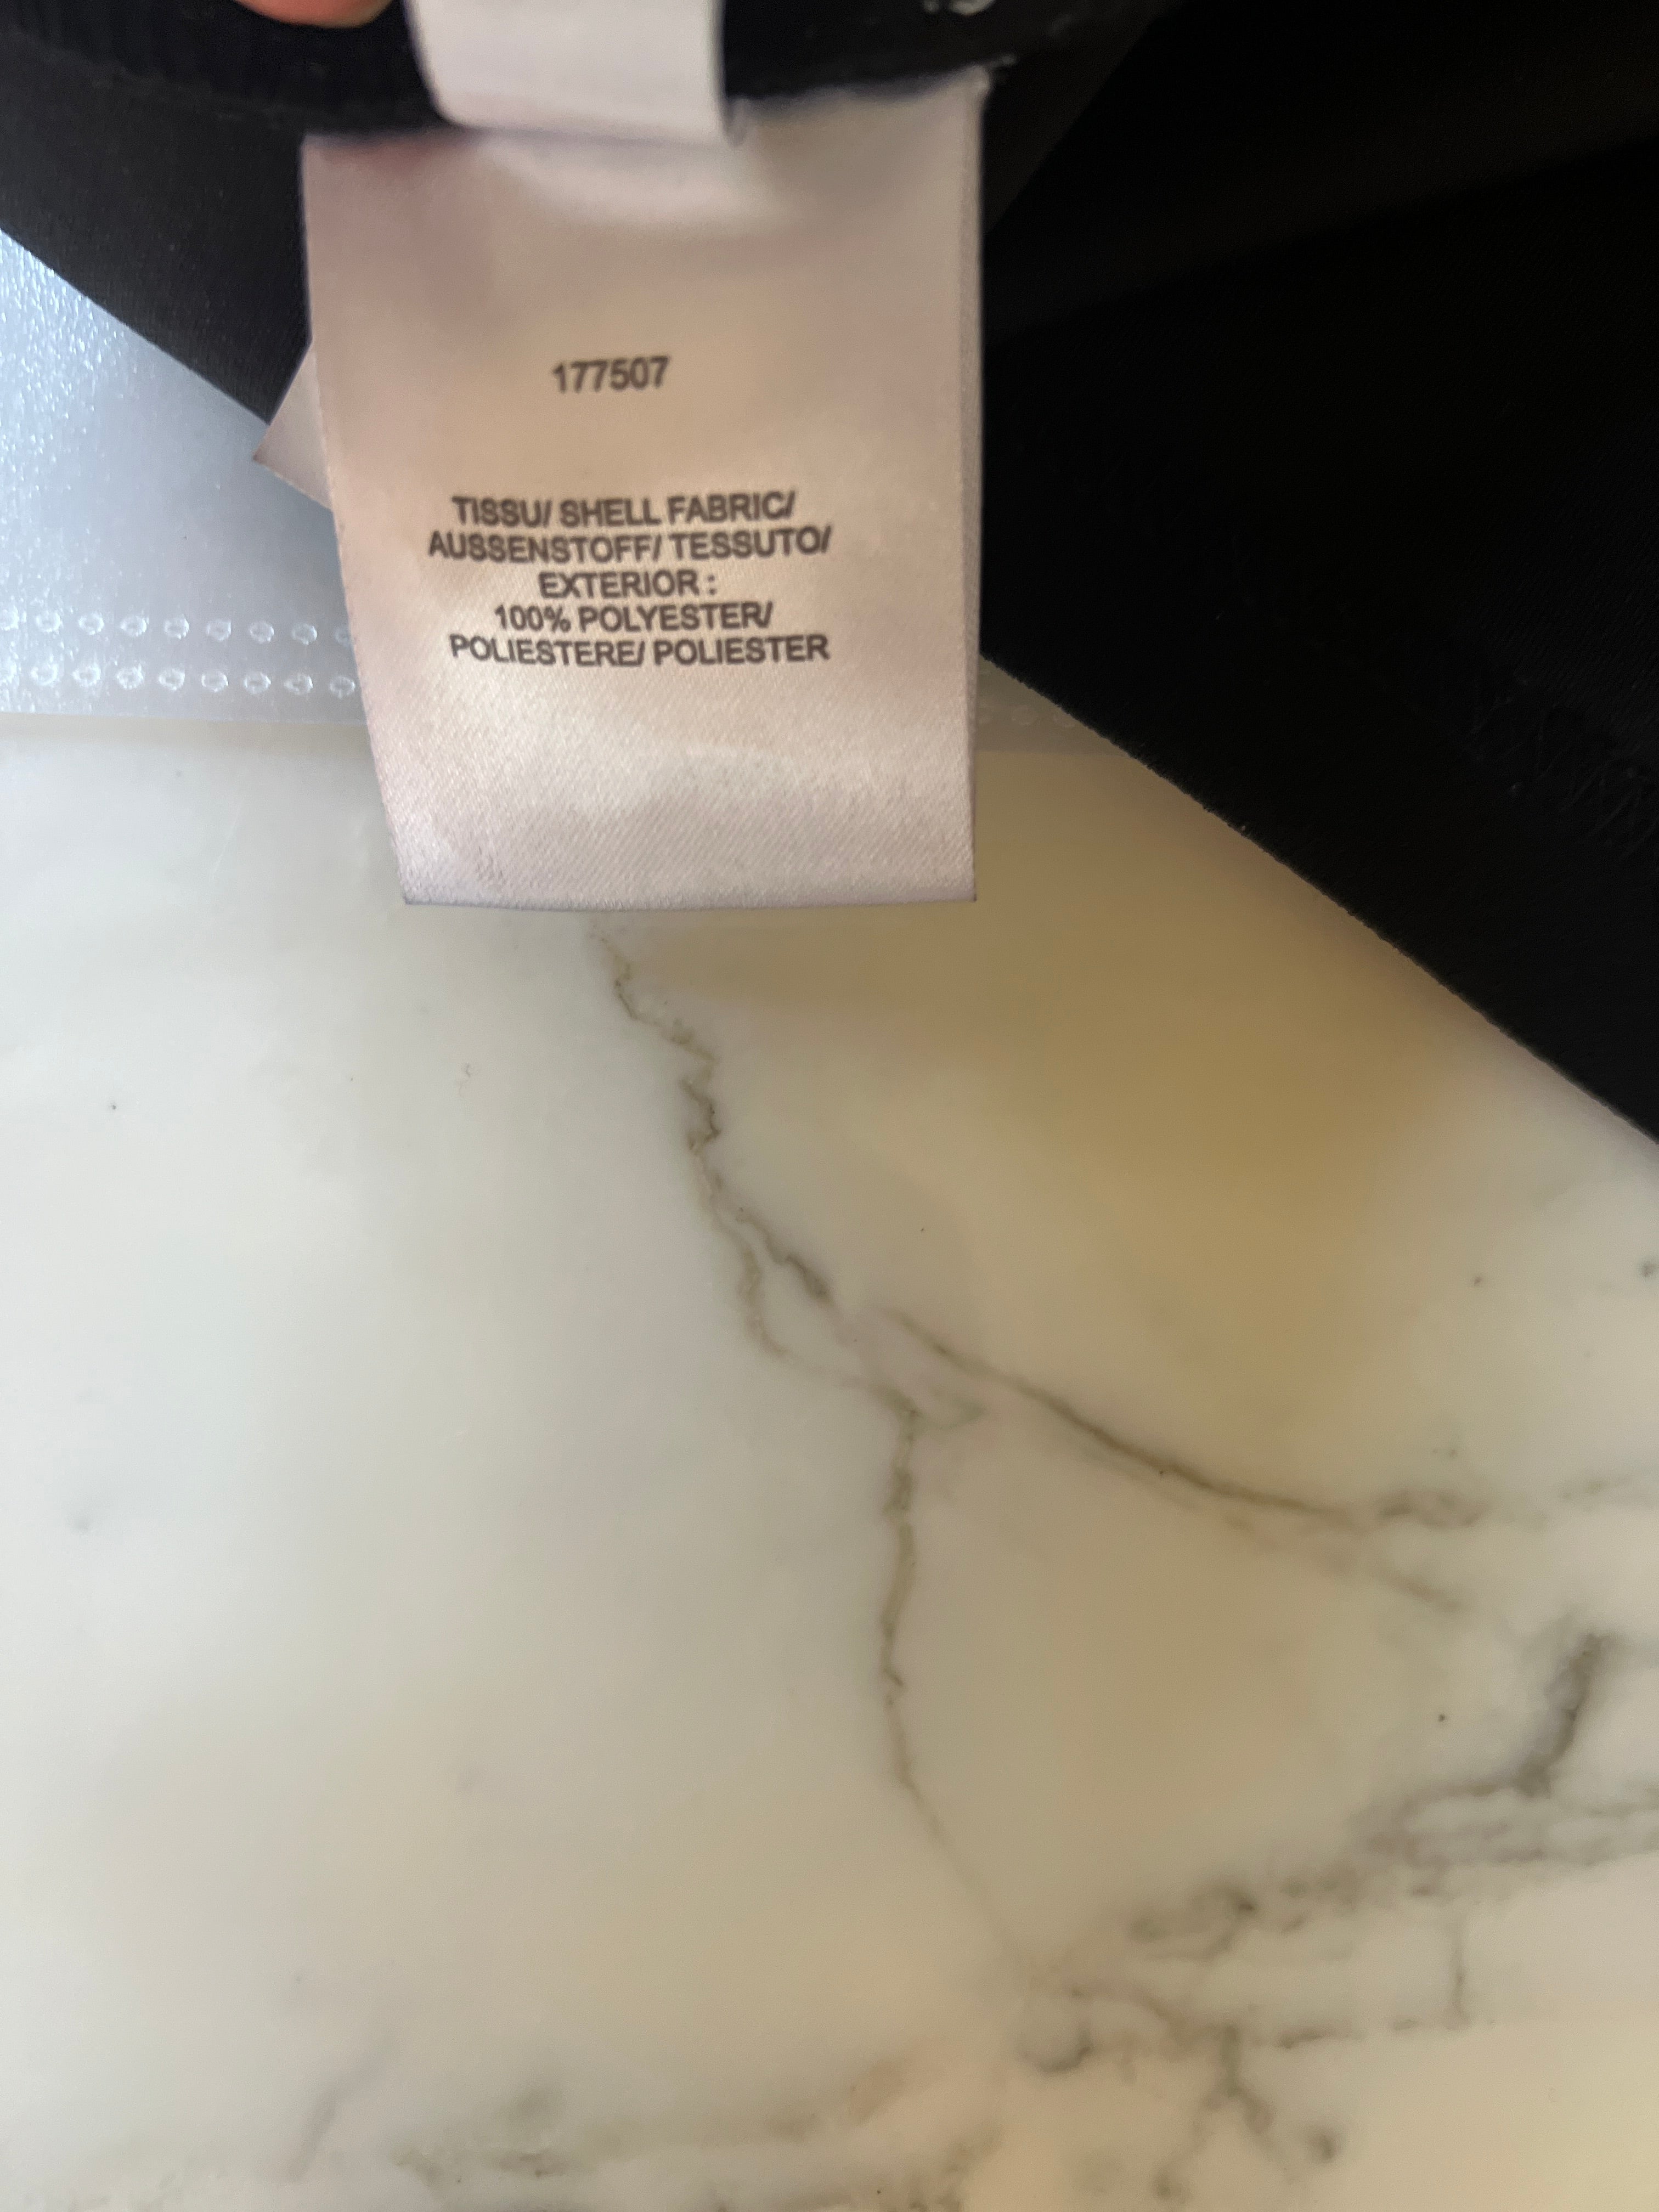 177507
TISSU/ SHELL FABRIC/
AUSSENSTOFF/ TESSUTO/
EXTERIOR :
100% POLYESTER/
POLIESTERE/ POLIESTER